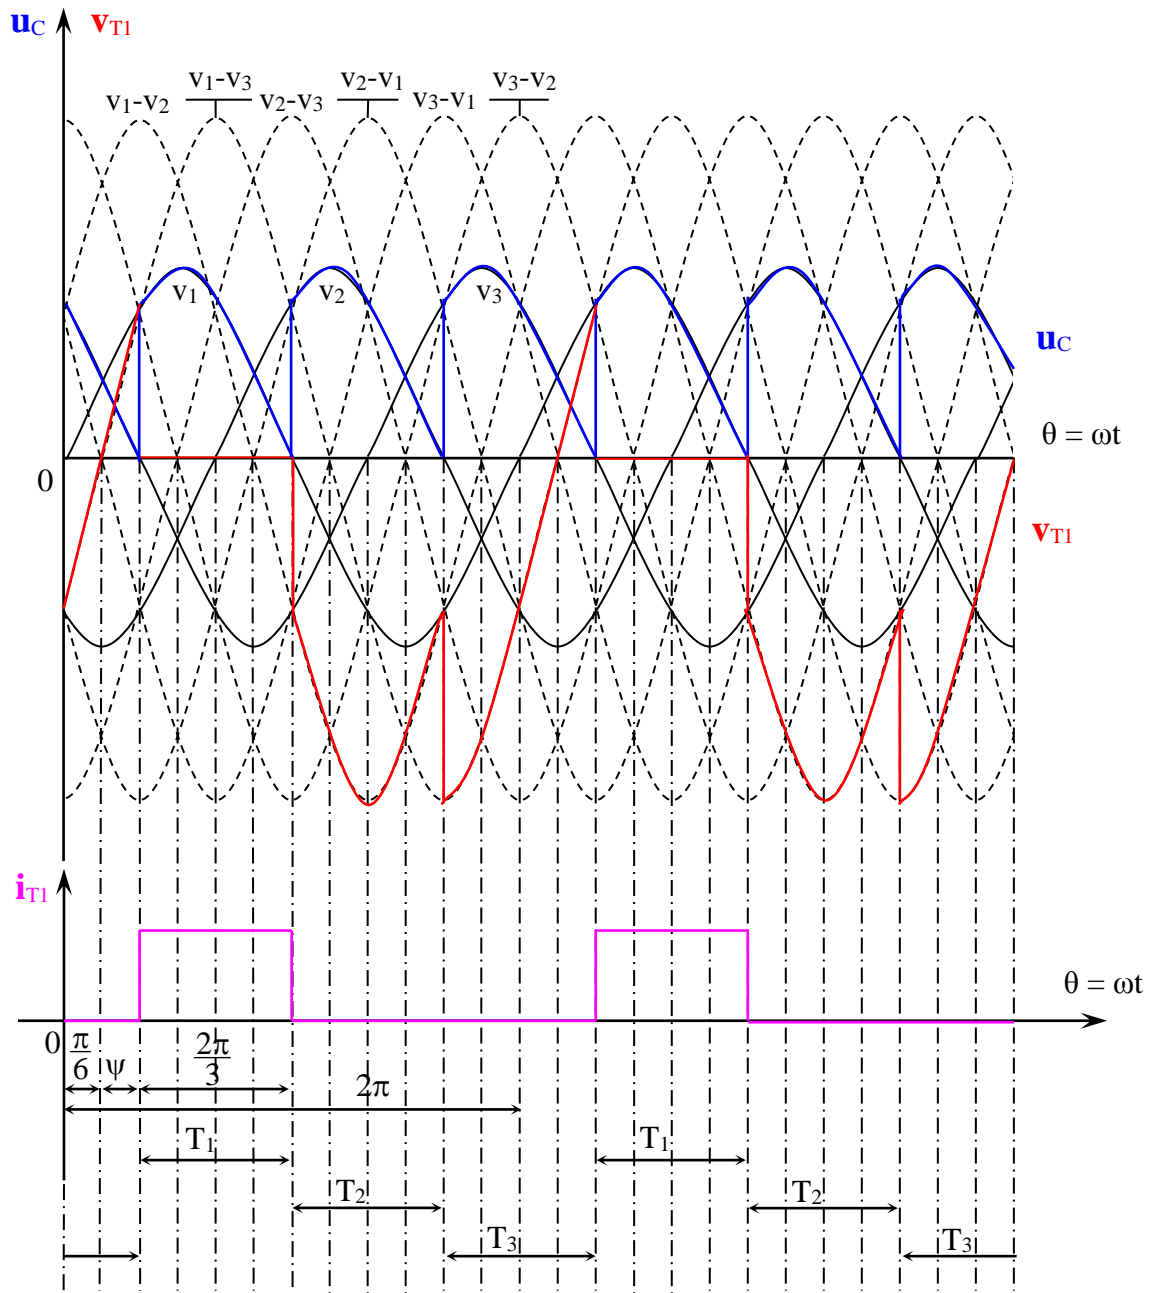 uC vT1
v1-v3 v2-v1 v3-v2
v1-v2 v2-v3 v3-v1
v1 v2 v3
uC
θ = ωt
0
vT1
iT1
θ = ωt
0 π/6 ψ 2π/3
2π
T1 T1
T2 T2
T3 T3